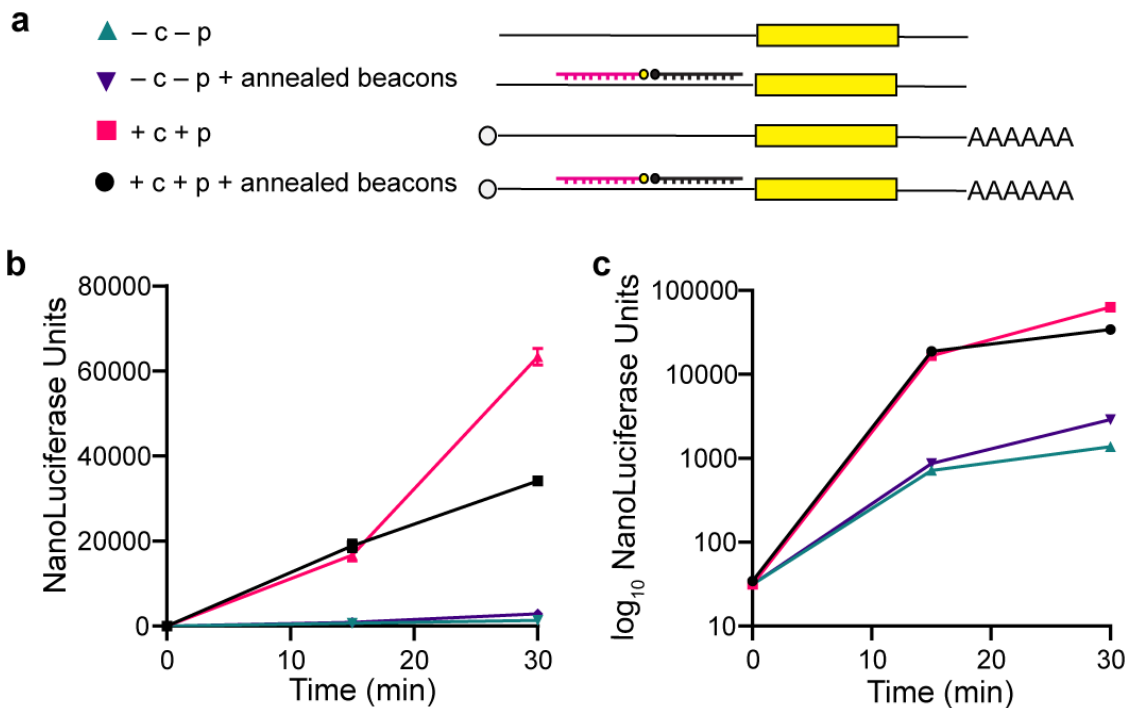 a
– c – p
– c – p + annealed beacons
+ c + p
AAAAAA
+ c + p + annealed beacons
AAAAAA
b
NanoLuciferase Units
80000
60000
40000
20000
0
0 10 20 30
Time (min)
c
log10 NanoLuciferase Units
100000
10000
1000
100
10
0 10 20 30
Time (min)